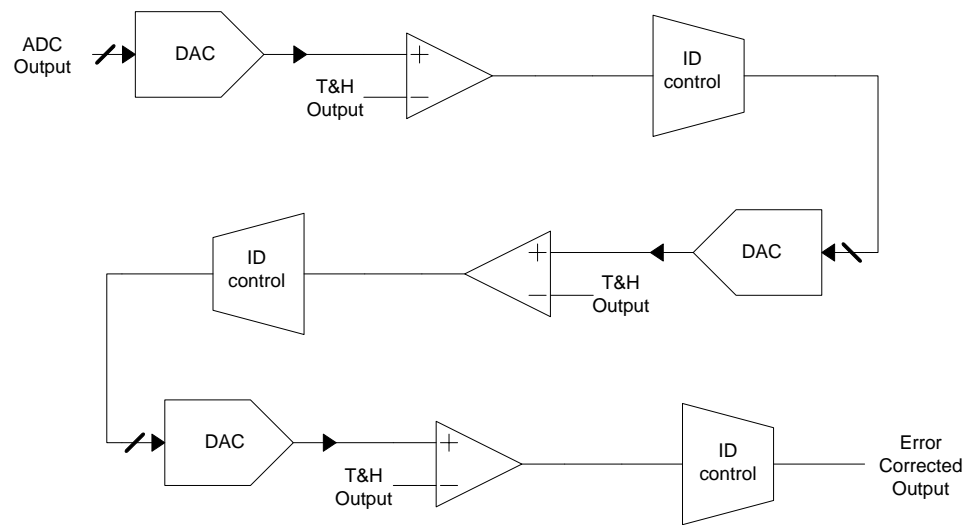 ADC
Output
DAC
+
T&H
Output
−
ID
control
ID
control
+
DAC
−
T&H
Output
DAC
+
T&H
Output
−
ID
control
Error
Corrected
Output